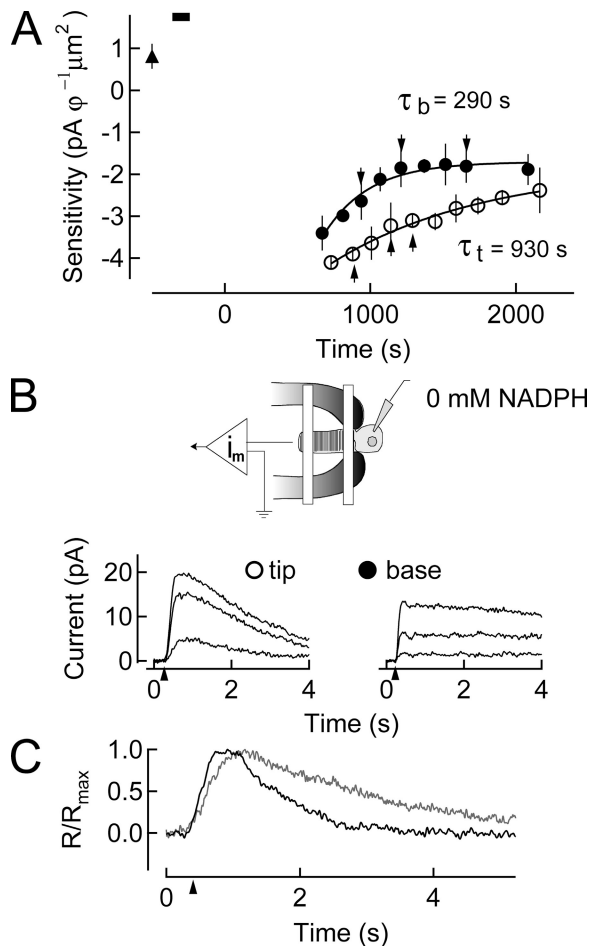 A
Sensitivity (pA φ⁻¹μm²)
1
0
-1
-2
-3
-4
τb = 290 s
τt = 930 s
0 1000 2000
Time (s)
B
0 mM NADPH
im
Current (pA)
20
10
0
tip
base
0 2 4
Time (s)
0 2 4
Time (s)
C
R/Rmax
1.0
0.5
0.0
0 2 4
Time (s)